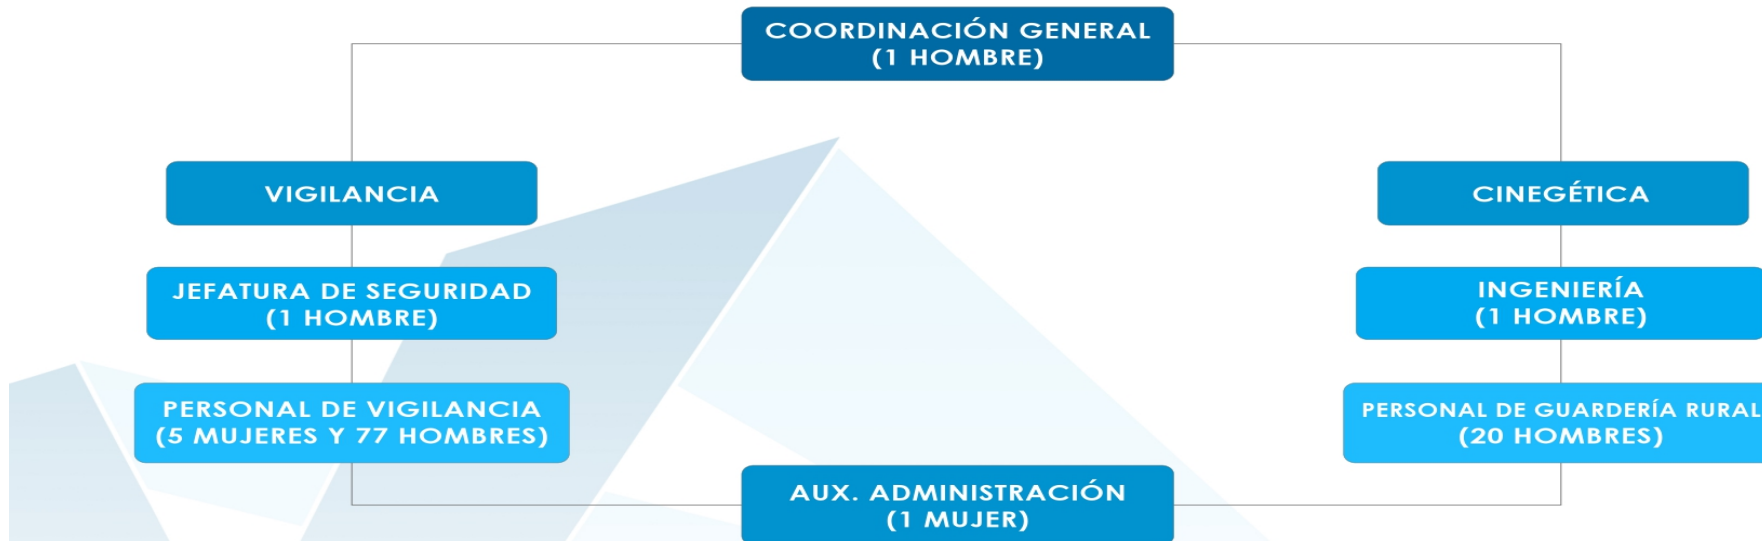 COORDINACIÓN GENERAL
(1 HOMBRE)
VIGILANCIA
CINEGÉTICA
JEFATURA DE SEGURIDAD
(1 HOMBRE)
INGENIERÍA
(1 HOMBRE)
PERSONAL DE VIGILANCIA
(5 MUJERES Y 77 HOMBRES)
PERSONAL DE GUARDERÍA RURAL
(20 HOMBRES)
AUX. ADMINISTRACIÓN
(1 MUJER)